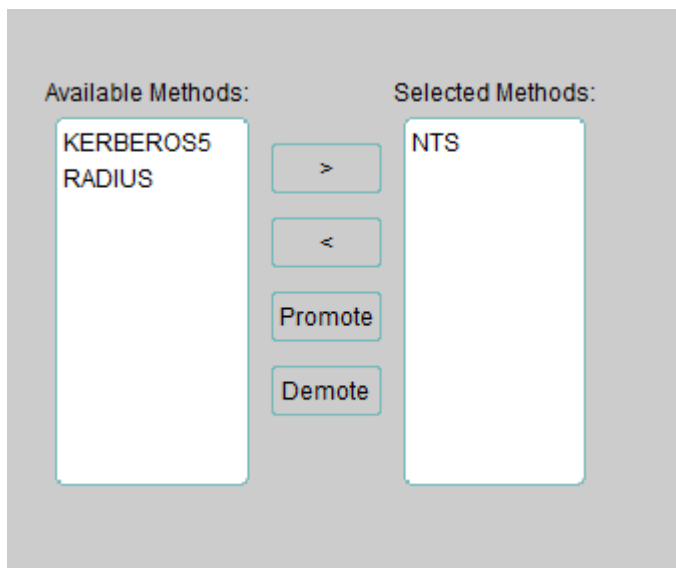 Available Methods:
Selected Methods:
KERBEROS5
RADIUS
>
<
Promote
Demote
NTS